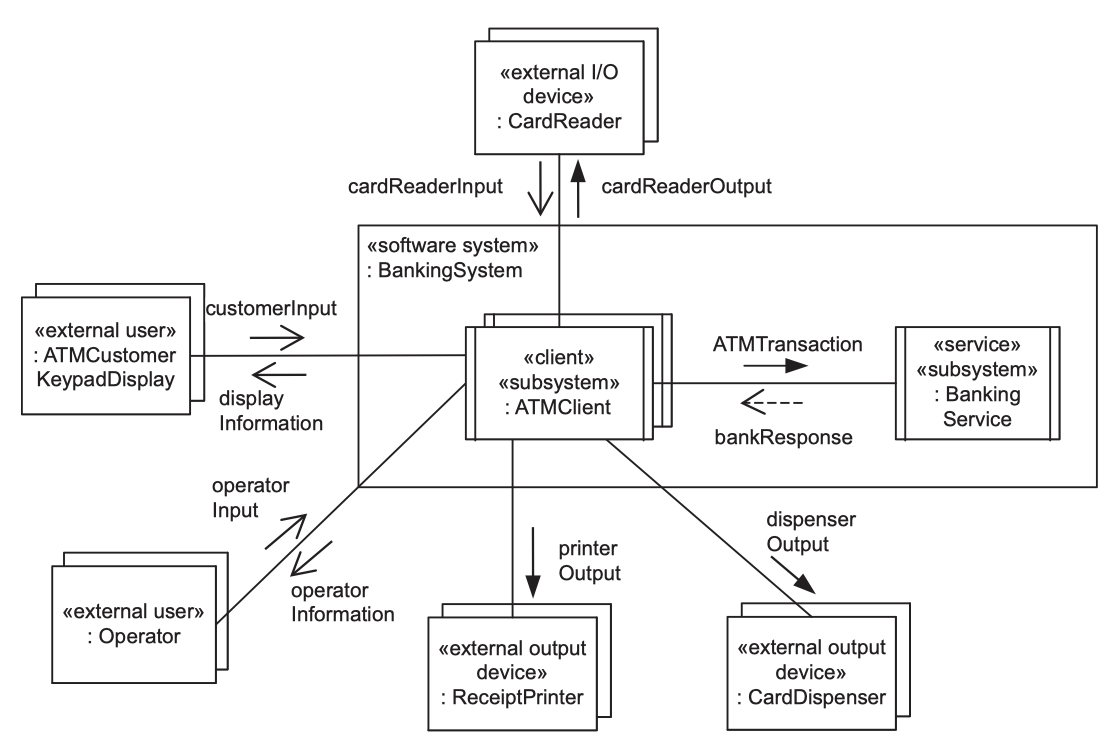 «external I/O
device»
: CardReader
cardReaderInput
cardReaderOutput
«software system»
: BankingSystem
customerInput
«external user»
: ATMCustomer
KeypadDisplay
display
Information
«client»
«subsystem»
: ATMClient
ATMTransaction
bankResponse
«service»
«subsystem»
: Banking
Service
operator
Input
operator
Information
«external user»
: Operator
printer
Output
dispenser
Output
«external output
device»
: ReceiptPrinter
«external output
device»
: CardDispenser